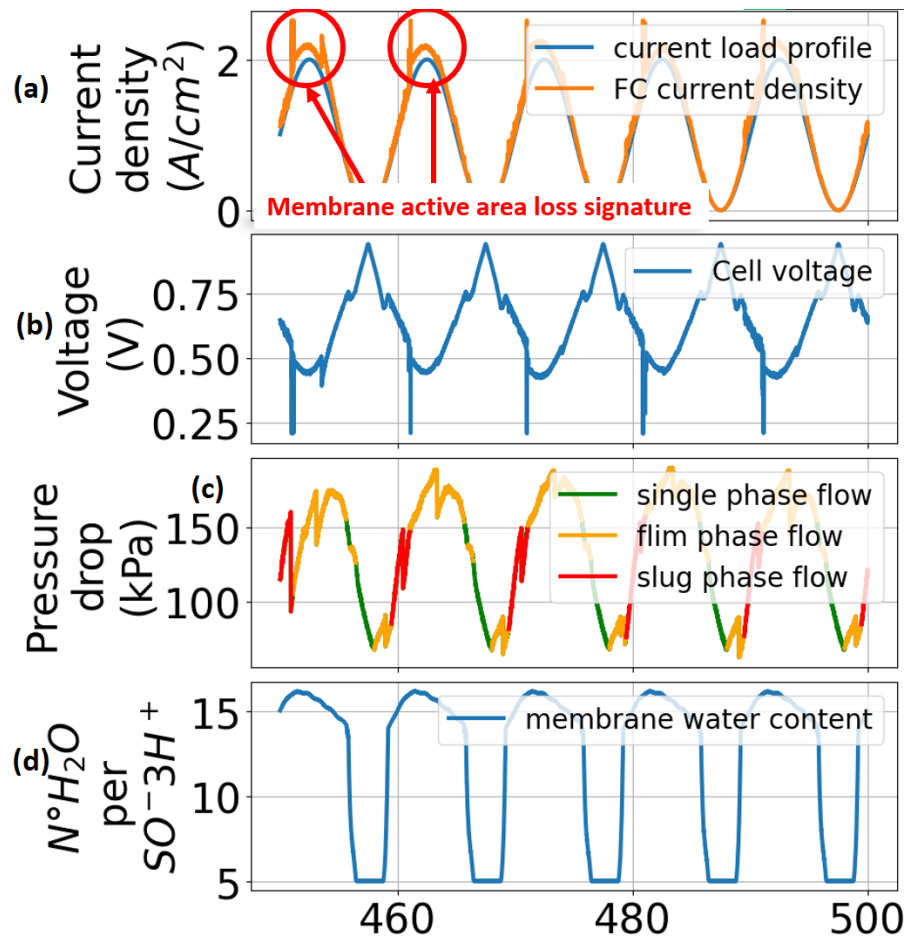 (a)
Current
density
(A/cm²)
2
0
current load profile
FC current density
Membrane active area loss signature
(b)
Voltage
(V)
0.75
0.50
0.25
Cell voltage
(c)
Pressure
drop
(kPa)
150
100
single phase flow
flim phase flow
slug phase flow
(d)
N°H₂O
per
SO⁻3H⁺
15
10
5
membrane water content
460
480
500